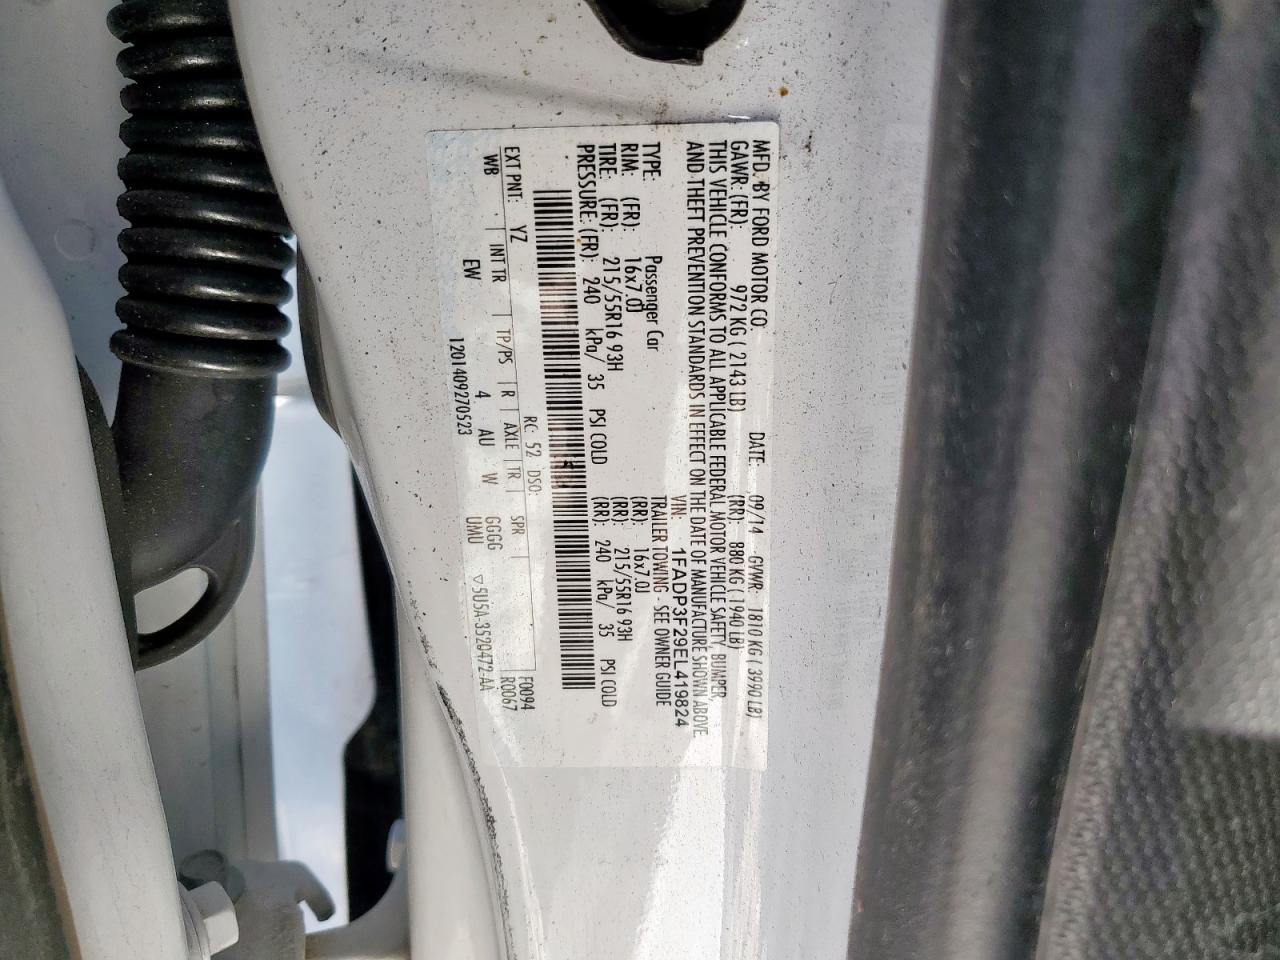 MFD. BY FORD MOTOR CO.
DATE: 09/14 GVWR: 1810 KG ( 3990 LB)
GAWR: (FR): 972 KG ( 2143 LB) (RR): 880 KG ( 1940 LB)
THIS VEHICLE CONFORMS TO ALL APPLICABLE FEDERAL MOTOR VEHICLE SAFETY, BUMPER,
AND THEFT PREVENTION STANDARDS IN EFFECT ON THE DATE OF MANUFACTURE SHOWN ABOVE.
VIN: 1FADP3F29EL419824
TYPE: Passenger Car TRAILER TOWING - SEE OWNER GUIDE
RIM: (FR): 16x7.0J (RR): 16x7.0J
TIRE: (FR): 215/55R16 93H (RR): 215/55R16 93H
PRESSURE: (FR): 240 kPa/ 35 PSI COLD (RR): 240 kPa/ 35 PSI COLD
F0094
RC: 52 DSO: R0067
EXT PNT: YZ
WB INT TR TP/PS R AXLE TR SPR
EW 4 AU W GGGG
UMU
1201409270523
▽5U5A-3520472-AA